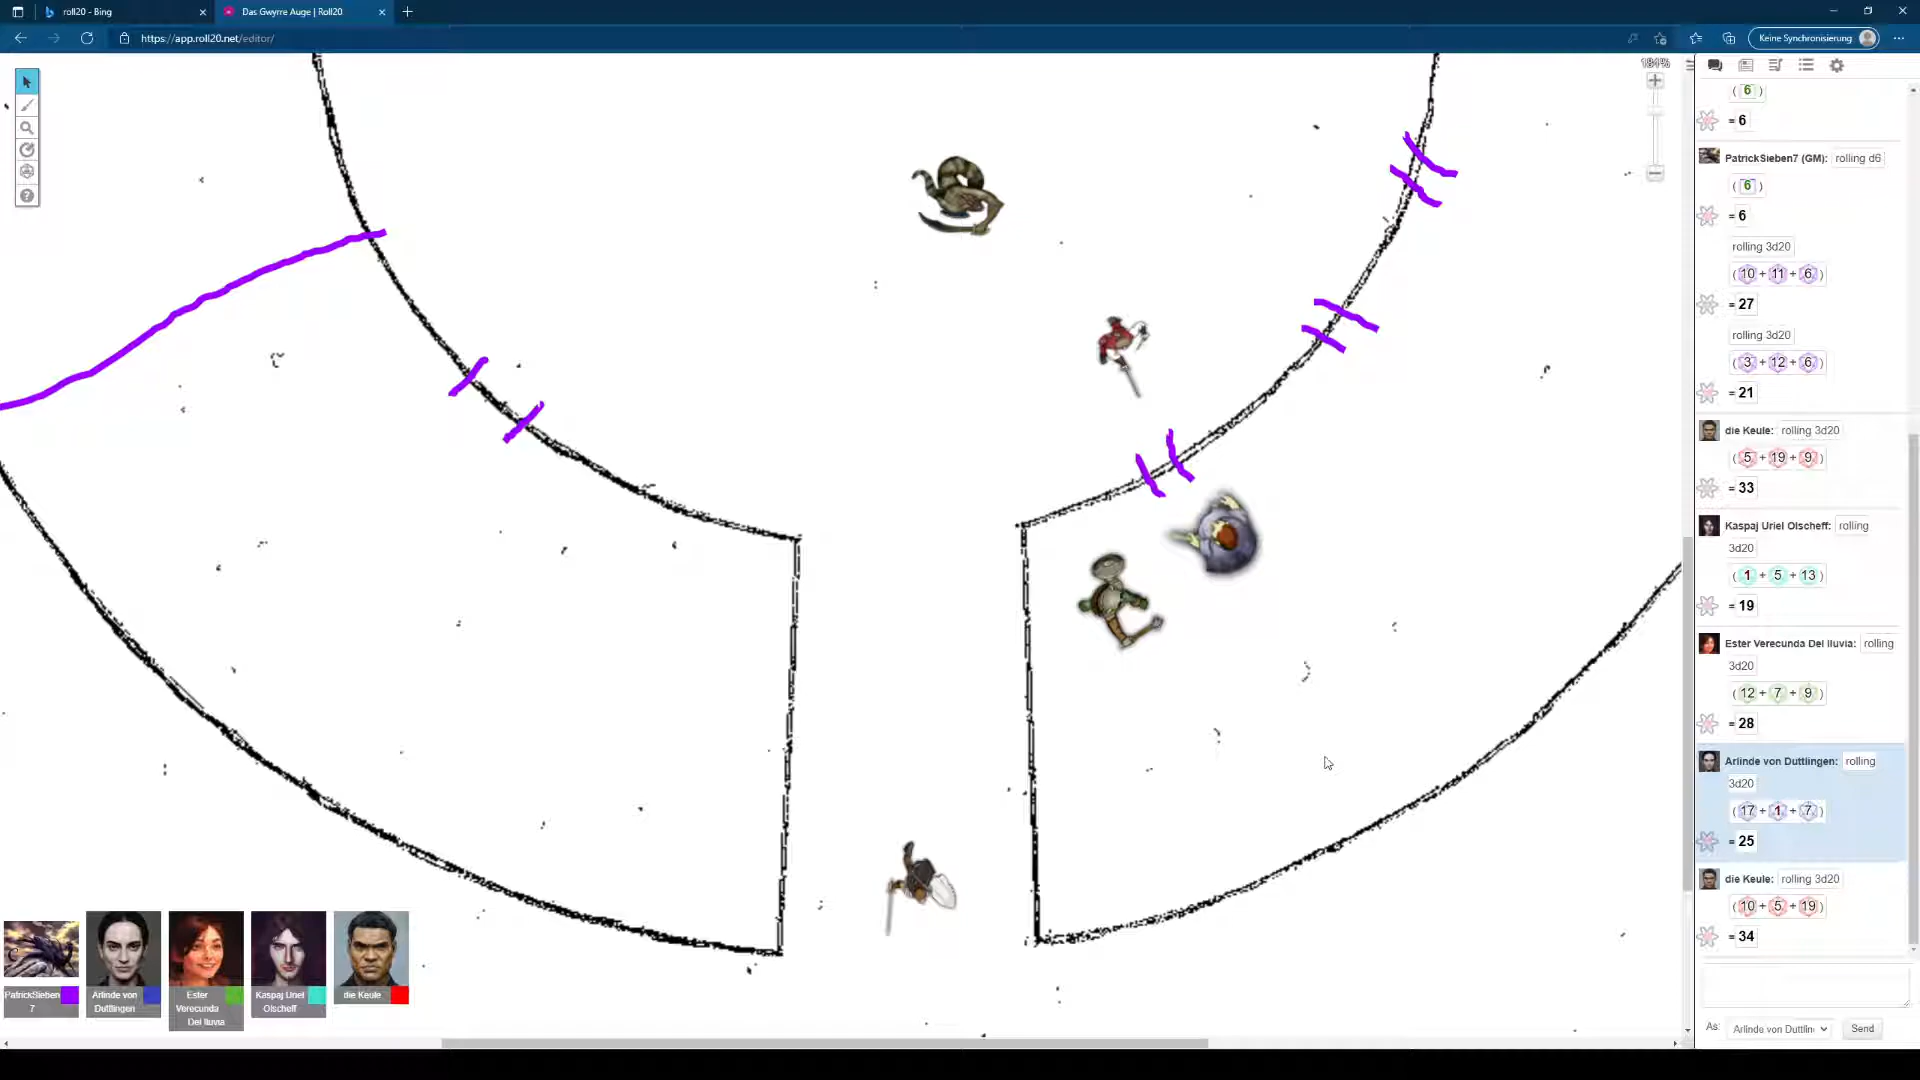 roll20 - Bing
Das Gwyrre Auge | Roll20
https://app.roll20.net/editor/
Keine Synchronisierung
181%
( 6 )
= 6
PatrickSieben7 (GM): rolling d6
( 6 )
= 6
rolling 3d20
( 10 + 11 + 6 )
= 27
rolling 3d20
( 3 + 12 + 6 )
= 21
die Keule: rolling 3d20
( 5 + 19 + 9 )
= 33
Kaspaj Uriel Olscheff: rolling
3d20
( 1 + 5 + 13 )
= 19
Ester Verecunda Del lluvia: rolling
3d20
( 12 + 7 + 9 )
= 28
Arlinde von Duttlingen: rolling
3d20
( 17 + 1 + 7 )
= 25
die Keule: rolling 3d20
( 10 + 5 + 19 )
= 34
PatrickSieben
7
Arlinde von
Duttlingen
Ester
Verecunda
Del lluvia
Kaspaj Uriel
Olscheff
die Keule
As:
Arlinde von Duttlin
Send